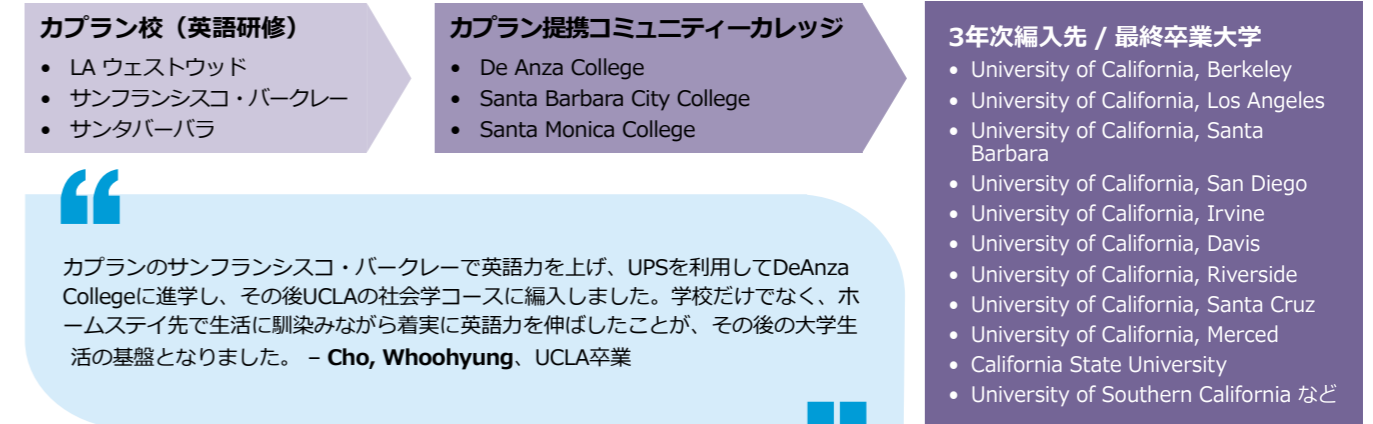 カプラン校（英語研修）
• LA ウェストウッド
• サンフランシスコ・バークレー
• サンタバーバラ
カプラン提携コミュニティーカレッジ
• De Anza College
• Santa Barbara City College
• Santa Monica College
3年次編入先 / 最終卒業大学
• University of California, Berkeley
• University of California, Los Angeles
• University of California, Santa
Barbara
• University of California, San Diego
• University of California, Irvine
• University of California, Davis
• University of California, Riverside
• University of California, Santa Cruz
• University of California, Merced
• California State University
• University of Southern California など
“
カプランのサンフランシスコ・バークレーで英語力を上げ、UPSを利用してDeAnza
Collegeに進学し、その後UCLAの社会学コースに編入しました。学校だけでなく、ホ
ームステイ先で生活に馴染みながら着実に英語力を伸ばしたことが、その後の大学生
活の基盤となりました。 – Cho, Whoohyung、UCLA卒業